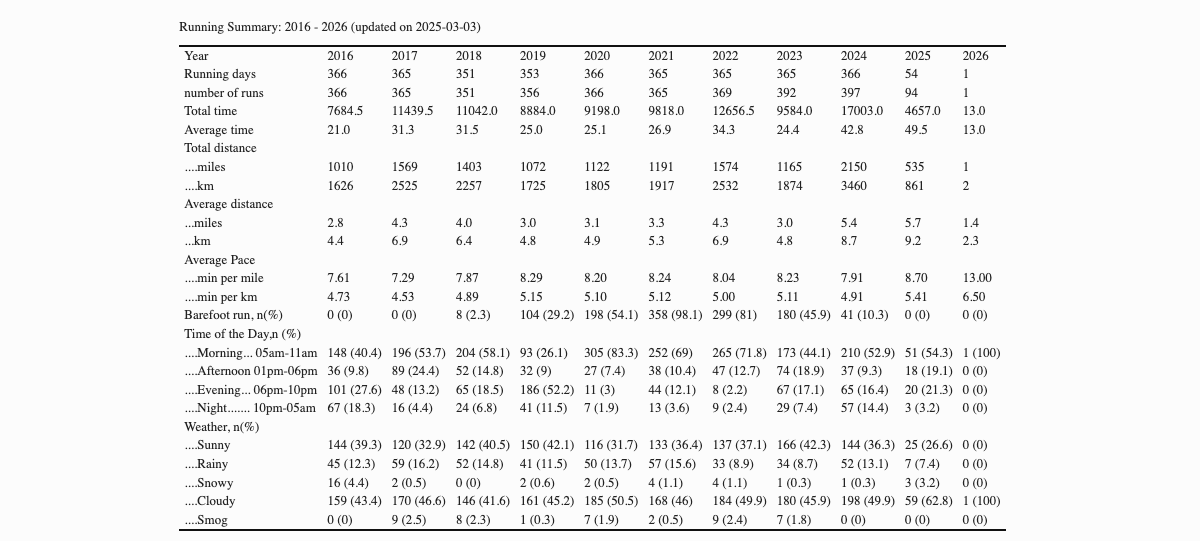 Running Summary: 2016 - 2026 (updated on 2025-03-03)
Year 2016 2017 2018 2019 2020 2021 2022 2023 2024 2025 2026
Running days 366 365 351 353 366 365 365 365 366 54 1
number of runs 366 365 351 356 366 365 369 392 397 94 1
Total time 7684.5 11439.5 11042.0 8884.0 9198.0 9818.0 12656.5 9584.0 17003.0 4657.0 13.0
Average time 21.0 31.3 31.5 25.0 25.1 26.9 34.3 24.4 42.8 49.5 13.0
Total distance
....miles 1010 1569 1403 1072 1122 1191 1574 1165 2150 535 1
....km 1626 2525 2257 1725 1805 1917 2532 1874 3460 861 2
Average distance
...miles 2.8 4.3 4.0 3.0 3.1 3.3 4.3 3.0 5.4 5.7 1.4
...km 4.4 6.9 6.4 4.8 4.9 5.3 6.9 4.8 8.7 9.2 2.3
Average Pace
....min per mile 7.61 7.29 7.87 8.29 8.20 8.24 8.04 8.23 7.91 8.70 13.00
....min per km 4.73 4.53 4.89 5.15 5.10 5.12 5.00 5.11 4.91 5.41 6.50
Barefoot run, n(%) 0 (0) 0 (0) 8 (2.3) 104 (29.2) 198 (54.1) 358 (98.1) 299 (81) 180 (45.9) 41 (10.3) 0 (0) 0 (0)
Time of the Day,n (%)
....Morning... 05am-11am 148 (40.4) 196 (53.7) 204 (58.1) 93 (26.1) 305 (83.3) 252 (69) 265 (71.8) 173 (44.1) 210 (52.9) 51 (54.3) 1 (100)
....Afternoon 01pm-06pm 36 (9.8) 89 (24.4) 52 (14.8) 32 (9) 27 (7.4) 38 (10.4) 47 (12.7) 74 (18.9) 37 (9.3) 18 (19.1) 0 (0)
....Evening... 06pm-10pm 101 (27.6) 48 (13.2) 65 (18.5) 186 (52.2) 11 (3) 44 (12.1) 8 (2.2) 67 (17.1) 65 (16.4) 20 (21.3) 0 (0)
....Night....... 10pm-05am 67 (18.3) 16 (4.4) 24 (6.8) 41 (11.5) 7 (1.9) 13 (3.6) 9 (2.4) 29 (7.4) 57 (14.4) 3 (3.2) 0 (0)
Weather, n(%)
....Sunny 144 (39.3) 120 (32.9) 142 (40.5) 150 (42.1) 116 (31.7) 133 (36.4) 137 (37.1) 166 (42.3) 144 (36.3) 25 (26.6) 0 (0)
....Rainy 45 (12.3) 59 (16.2) 52 (14.8) 41 (11.5) 50 (13.7) 57 (15.6) 33 (8.9) 34 (8.7) 52 (13.1) 7 (7.4) 0 (0)
....Snowy 16 (4.4) 2 (0.5) 0 (0) 2 (0.6) 2 (0.5) 4 (1.1) 4 (1.1) 1 (0.3) 1 (0.3) 3 (3.2) 0 (0)
....Cloudy 159 (43.4) 170 (46.6) 146 (41.6) 161 (45.2) 185 (50.5) 168 (46) 184 (49.9) 180 (45.9) 198 (49.9) 59 (62.8) 1 (100)
....Smog 0 (0) 9 (2.5) 8 (2.3) 1 (0.3) 7 (1.9) 2 (0.5) 9 (2.4) 7 (1.8) 0 (0) 0 (0) 0 (0)